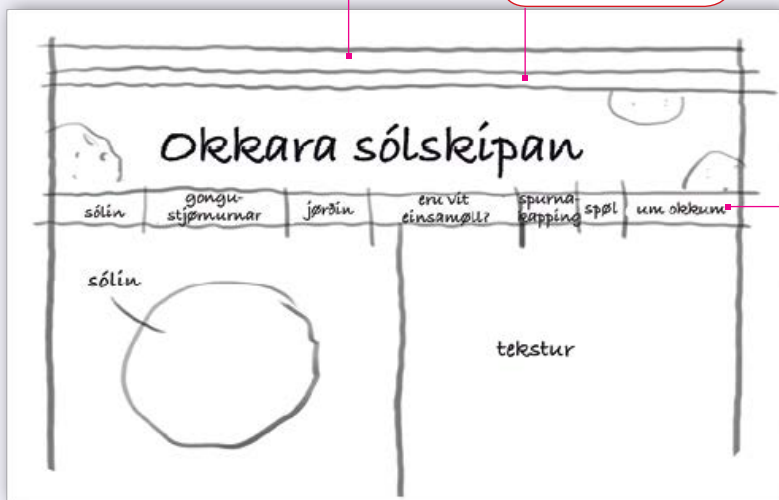 Okkara sólskipan
sólin
gongu-
stjørnurnar
jørðin
eru vit
einsamøll?
spurna-
kapping
spøl
um okkum
sólin
tekstur